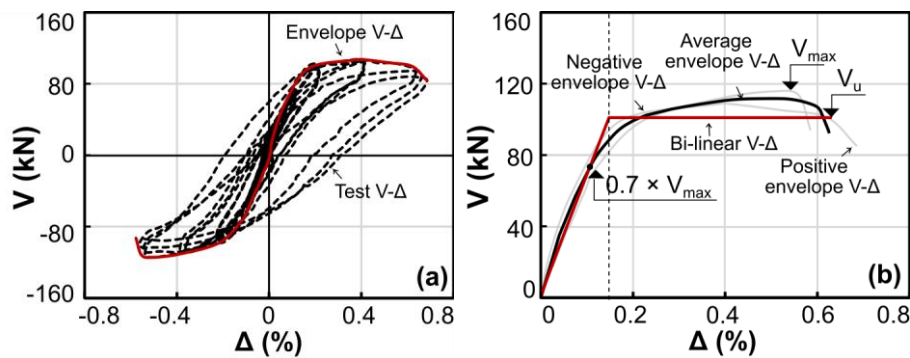 160
80
0
-80
-160
V (kN)
Envelope V-Δ
Test V-Δ
(a)
-0.8
-0.4
0
0.4
0.8
Δ (%)
160
120
80
40
0
V (kN)
Negative
envelope V-Δ
Average
envelope V-Δ
Vmax
Vu
Bi-linear V-Δ
0.7 × Vmax
Positive
envelope V-Δ
(b)
0
0.2
0.4
0.6
0.8
Δ (%)